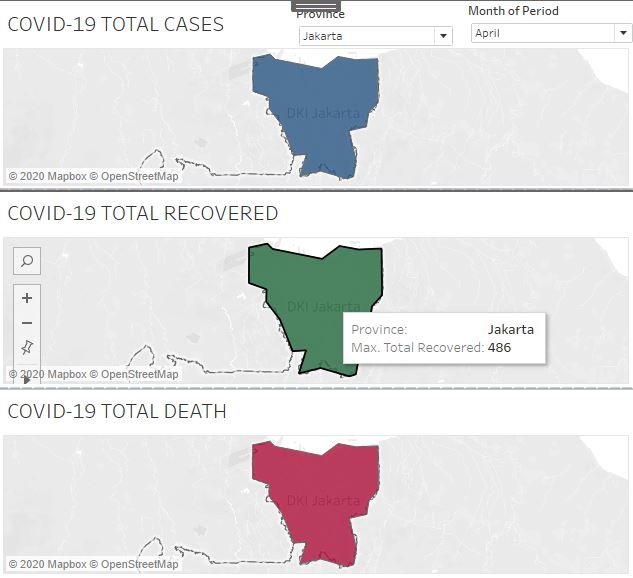 COVID-19 TOTAL CASES
Province
Month of Period
Jakarta
April
DKI Jakarta
© 2020 Mapbox © OpenStreetMap
COVID-19 TOTAL RECOVERED
DKI Jakarta
Province: Jakarta
Max. Total Recovered: 486
© 2020 Mapbox © OpenStreetMap
COVID-19 TOTAL DEATH
DKI Jakarta
© 2020 Mapbox © OpenStreetMap